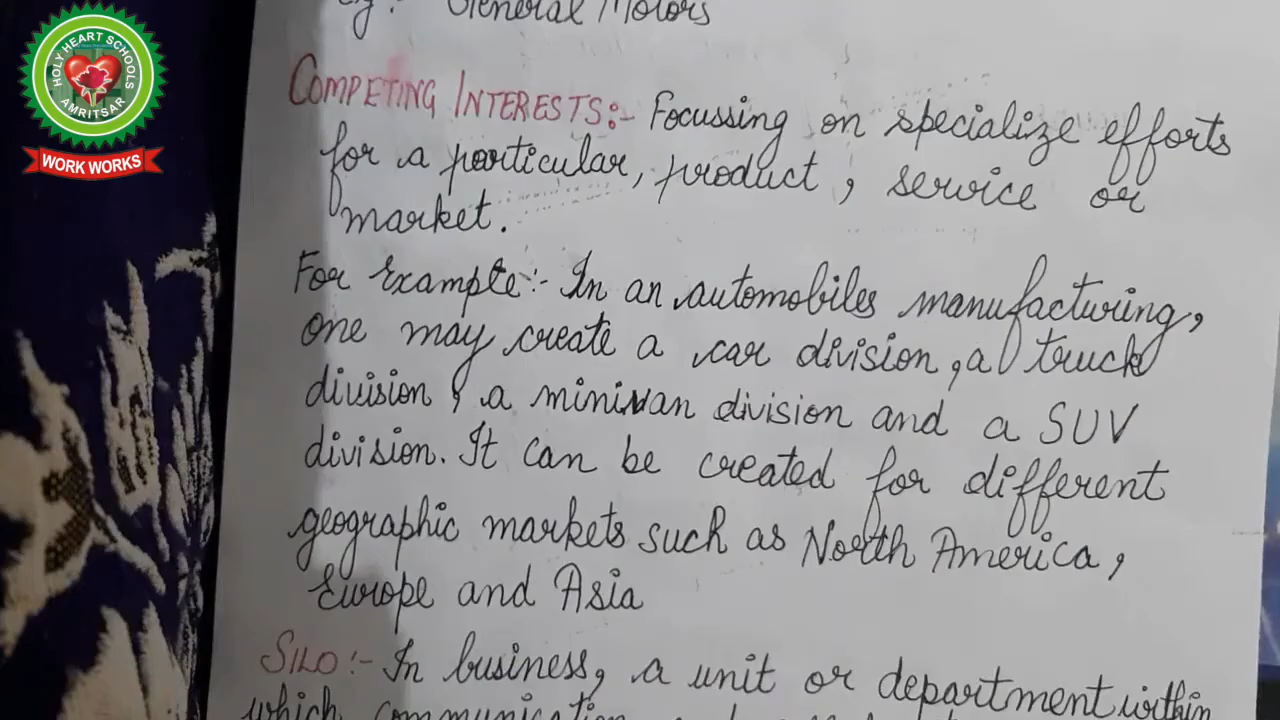 HOLY HEART SCHOOLS
AMRITSAR
WORK WORKS
eg:- General Motors
COMPETING INTERESTS:- Focussing on specialize efforts
for a particular, product, service or
market.
For Example:- In an automobiles manufacturing,
one may create a car division, a truck
division, a minivan division and a SUV
division. It can be created for different
geographic markets such as North America,
Europe and Asia
SILO:- In business, a unit or department within
which communication